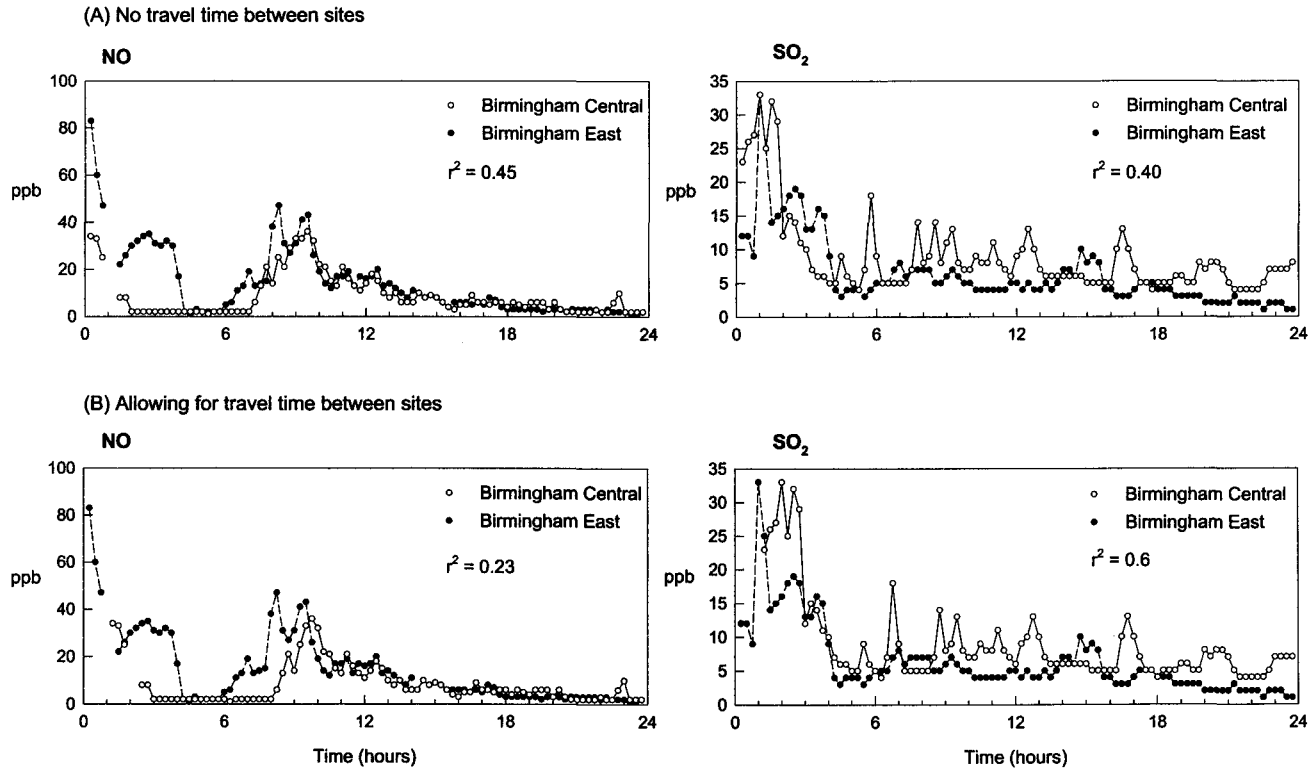 (A) No travel time between sites
NO
100
80
60
40
20
0
ppb
0 6 12 18 24
○ Birmingham Central
● Birmingham East
r² = 0.45
SO₂
35
30
25
20
15
10
5
0
ppb
0 6 12 18 24
○ Birmingham Central
● Birmingham East
r² = 0.40
(B) Allowing for travel time between sites
NO
100
80
60
40
20
0
ppb
0 6 12 18 24
Time (hours)
○ Birmingham Central
● Birmingham East
r² = 0.23
SO₂
35
30
25
20
15
10
5
0
ppb
0 6 12 18 24
Time (hours)
○ Birmingham Central
● Birmingham East
r² = 0.6